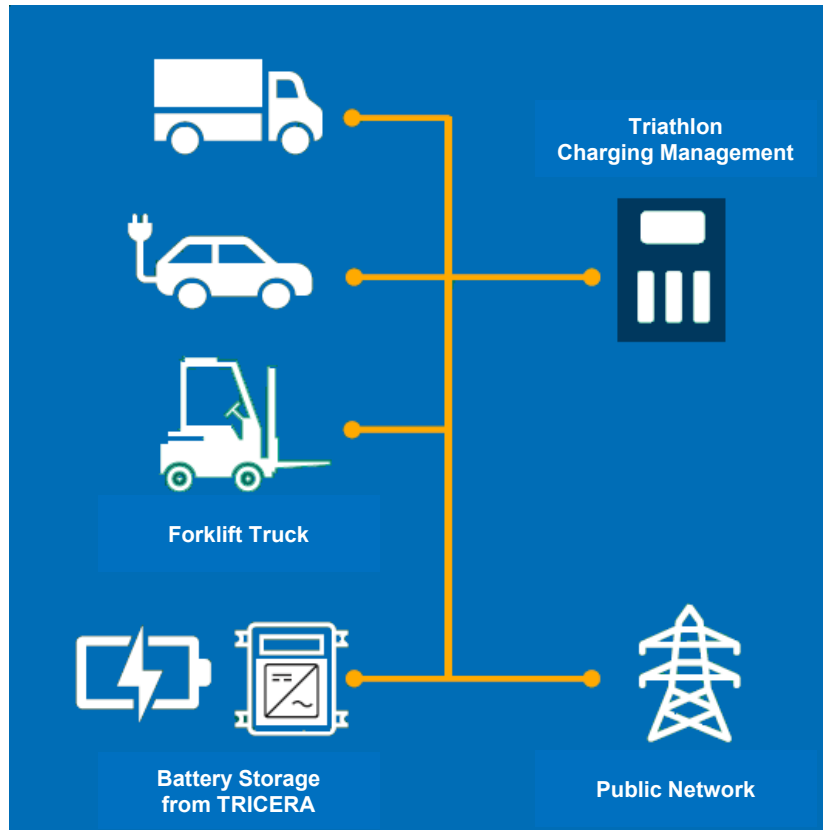 Triathlon
Charging Management
Forklift Truck
Battery Storage
from TRICERA
Public Network